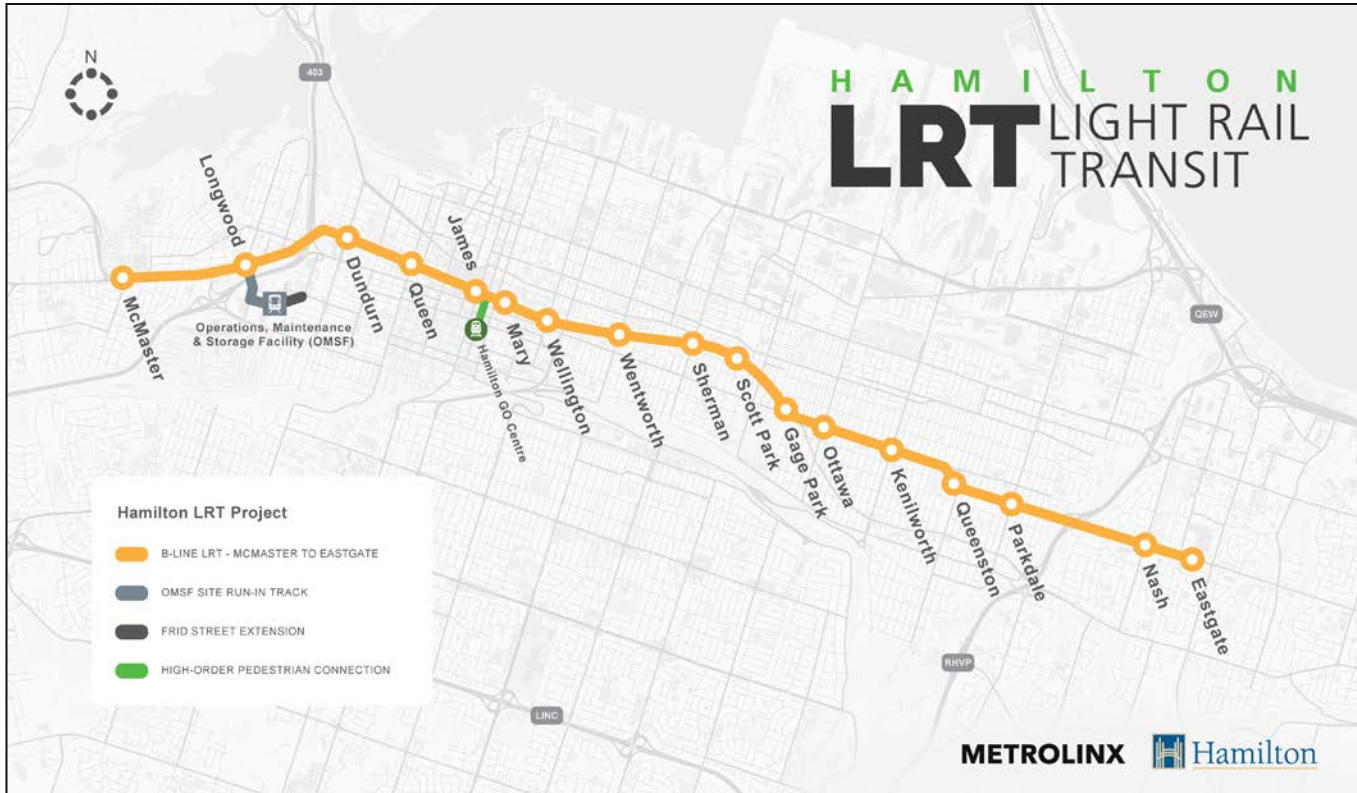 N
403
HAMILTON
LRT LIGHT RAIL
TRANSIT
Longwood
James
McMaster
Dundurn
Queen
Mary
Wellington
Wentworth
Sherman
Scott Park
Gage Park
Ottawa
Kenilworth
Queenston
Parkdale
Nash
Eastgate
Operations, Maintenance
& Storage Facility (OMSF)
Hamilton GO Centre
QEW
RHVP
LINC
Hamilton LRT Project
B-LINE LRT - MCMASTER TO EASTGATE
OMSF SITE RUN-IN TRACK
FRID STREET EXTENSION
HIGH-ORDER PEDESTRIAN CONNECTION
METROLINX
Hamilton